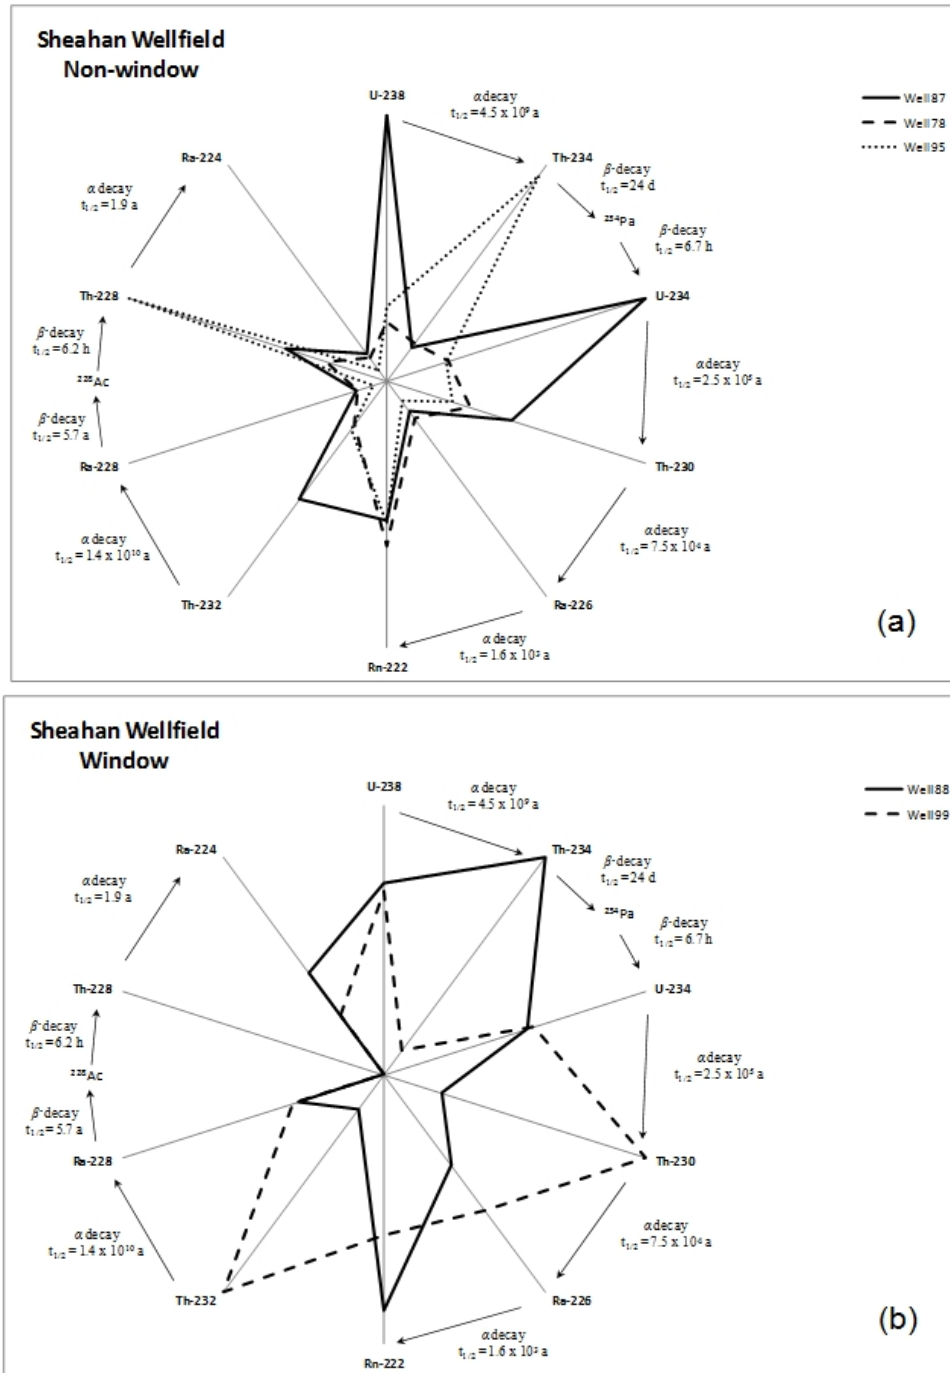 Sheahan Wellfield
Non-window
U-238
α decay
t1/2 = 4.5 x 10⁹ a
Well87
Well78
Well95
Ra-224
Th-234
β⁻decay
t1/2 = 24 d
α decay
t1/2 = 1.9 a
²³⁴Pa
β⁻decay
t1/2 = 6.7 h
Th-228
U-234
β⁻decay
t1/2 = 6.2 h
²²⁸Ac
α decay
t1/2 = 2.5 x 10⁵ a
β⁻decay
t1/2 = 5.7 a
Ra-228
Th-230
α decay
t1/2 = 1.4 x 10¹⁰ a
α decay
t1/2 = 7.5 x 10⁴ a
Th-232
Ra-226
(a)
α decay
t1/2 = 1.6 x 10³ a
Rn-222
Sheahan Wellfield
Window
U-238
α decay
t1/2 = 4.5 x 10⁹ a
Well88
Well99
Ra-224
Th-234
β⁻decay
t1/2 = 24 d
α decay
t1/2 = 1.9 a
²³⁴Pa
β⁻decay
t1/2 = 6.7 h
Th-228
U-234
β⁻decay
t1/2 = 6.2 h
²²⁸Ac
α decay
t1/2 = 2.5 x 10⁵ a
β⁻decay
t1/2 = 5.7 a
Ra-228
Th-230
α decay
t1/2 = 1.4 x 10¹⁰ a
α decay
t1/2 = 7.5 x 10⁴ a
Th-232
Ra-226
(b)
α decay
t1/2 = 1.6 x 10³ a
Rn-222